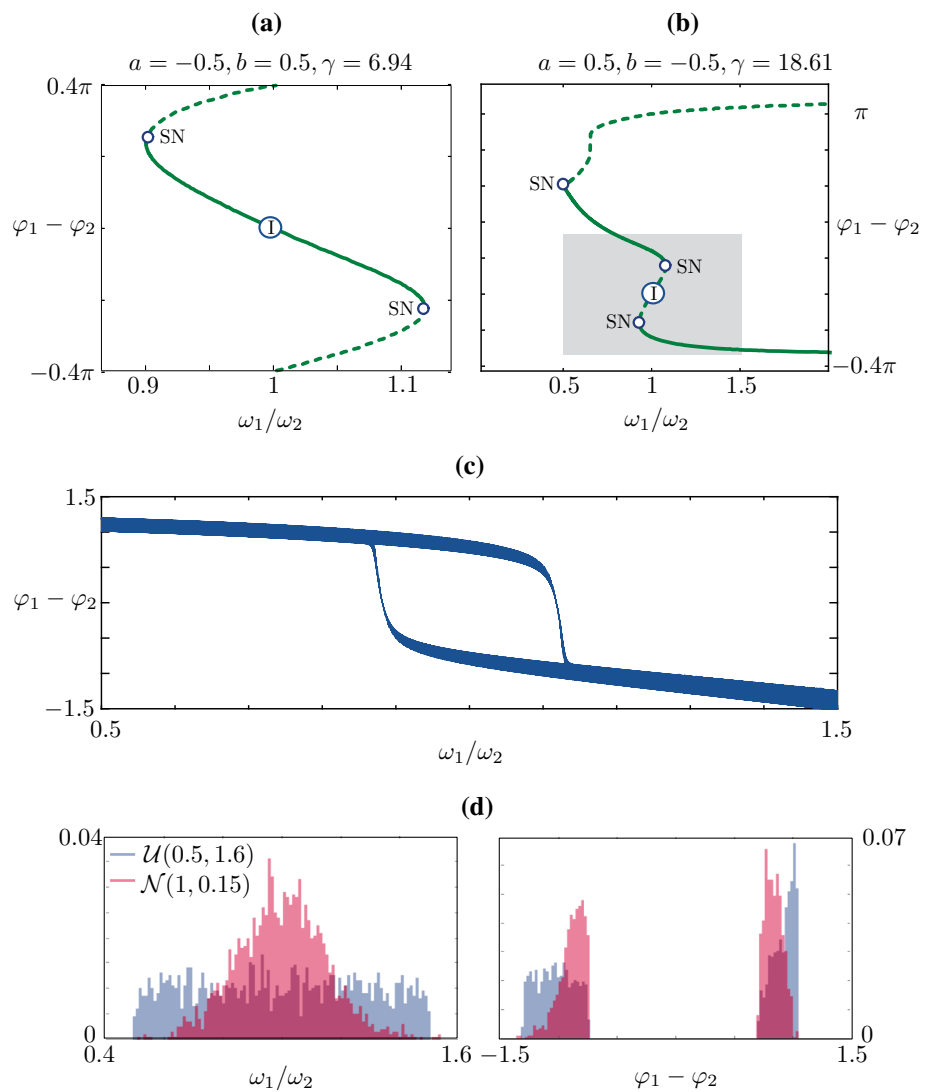 (a)
a = −0.5, b = 0.5, γ = 6.94
0.4π
SN
φ₁ − φ₂
I
SN
−0.4π
0.9
1
1.1
ω₁/ω₂
(b)
a = 0.5, b = −0.5, γ = 18.61
π
SN
φ₁ − φ₂
SN
I
SN
−0.4π
0.5
1
1.5
2
ω₁/ω₂
(c)
1.5
φ₁ − φ₂
−1.5
0.5
1.5
ω₁/ω₂
(d)
0.04
𝒰(0.5, 1.6)
𝒩(1, 0.15)
0
0.4
1.6
ω₁/ω₂
0.07
0
−1.5
1.5
φ₁ − φ₂